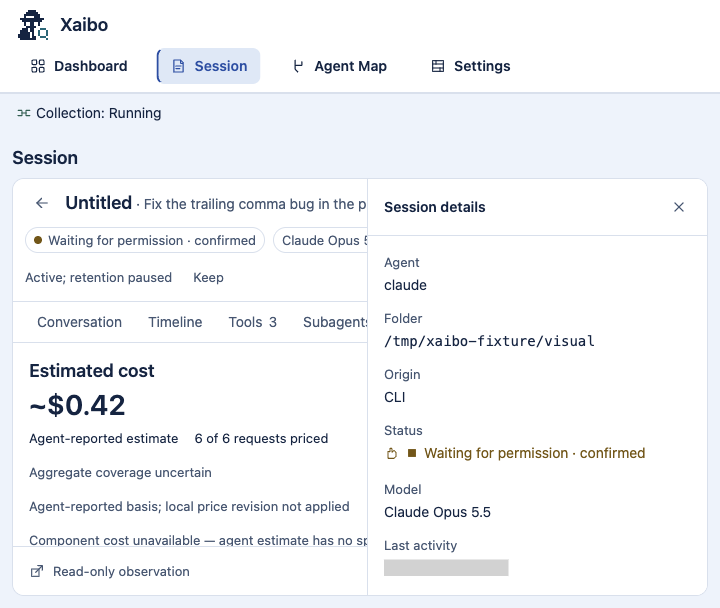 Xaibo
Dashboard
Session
Agent Map
Settings
Collection: Running
Session
Untitled · Fix the trailing comma bug in the p
Waiting for permission · confirmed
Claude Opus 5
Active; retention paused
Keep
Conversation
Timeline
Tools 3
Subagents
Estimated cost
~$0.42
Agent-reported estimate
6 of 6 requests priced
Aggregate coverage uncertain
Agent-reported basis; local price revision not applied
Component cost unavailable — agent estimate has no sp
Read-only observation
Session details
Agent
claude
Folder
/tmp/xaibo-fixture/visual
Origin
CLI
Status
Waiting for permission · confirmed
Model
Claude Opus 5.5
Last activity